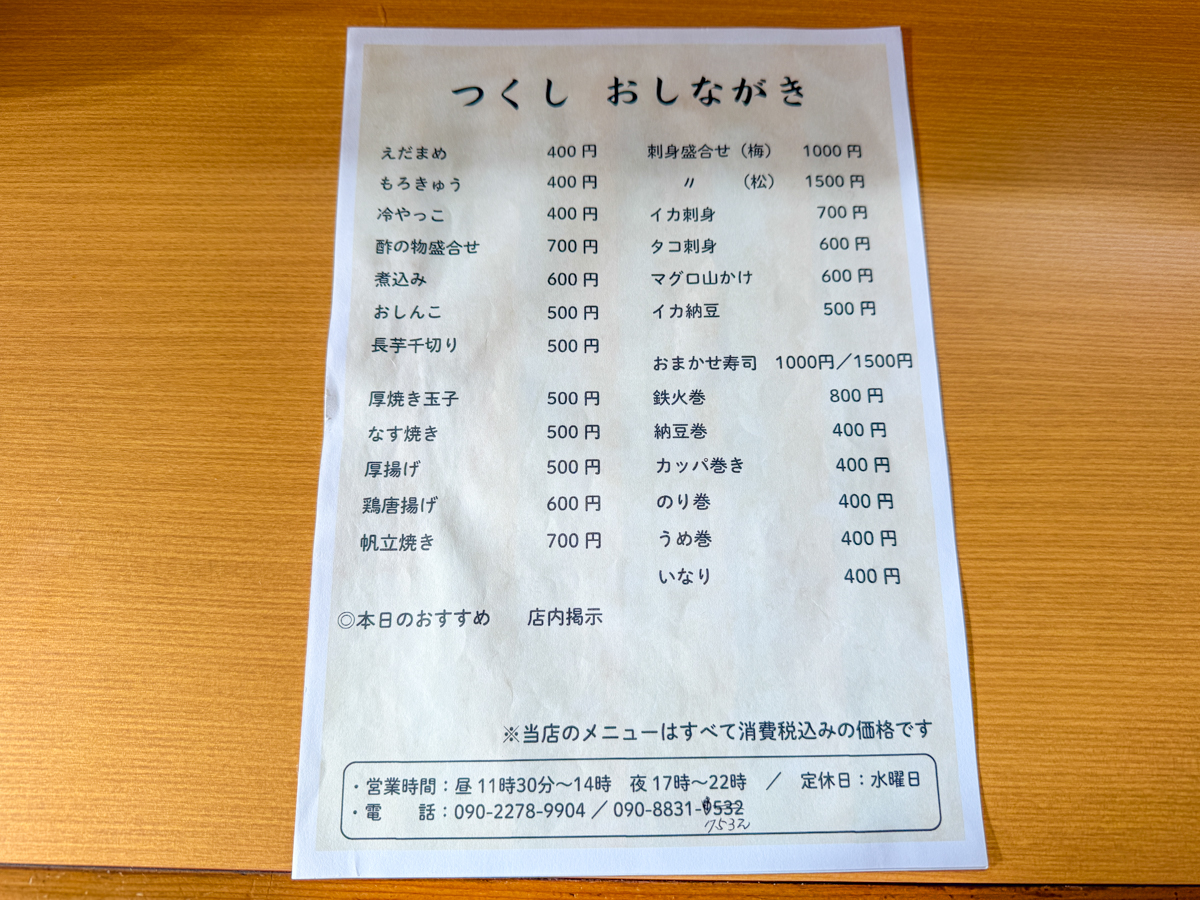 つくし おしながき
えだまめ 400円
もろきゅう 400円
冷やっこ 400円
酢の物盛合せ 700円
煮込み 600円
おしんこ 500円
長芋千切り 500円
厚焼き玉子 500円
なす焼き 500円
厚揚げ 500円
鶏唐揚げ 600円
帆立焼き 700円
刺身盛合せ（梅） 1000円
〃 （松） 1500円
イカ刺身 700円
タコ刺身 600円
マグロ山かけ 600円
イカ納豆 500円
おまかせ寿司 1000円／1500円
鉄火巻 800円
納豆巻 400円
カッパ巻き 400円
のり巻 400円
うめ巻 400円
いなり 400円
◎本日のおすすめ 店内掲示
※当店のメニューはすべて消費税込みの価格です
・営業時間：昼 11時30分〜14時 夜 17時〜22時 ／ 定休日：水曜日
・電 話：090-2278-9904 ／ 090-8831-0532
7532